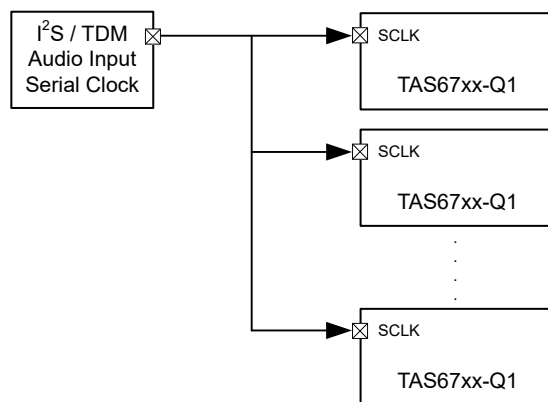 I²S / TDM
Audio Input
Serial Clock
SCLK
TAS67xx-Q1
SCLK
TAS67xx-Q1
.
.
.
.
SCLK
TAS67xx-Q1